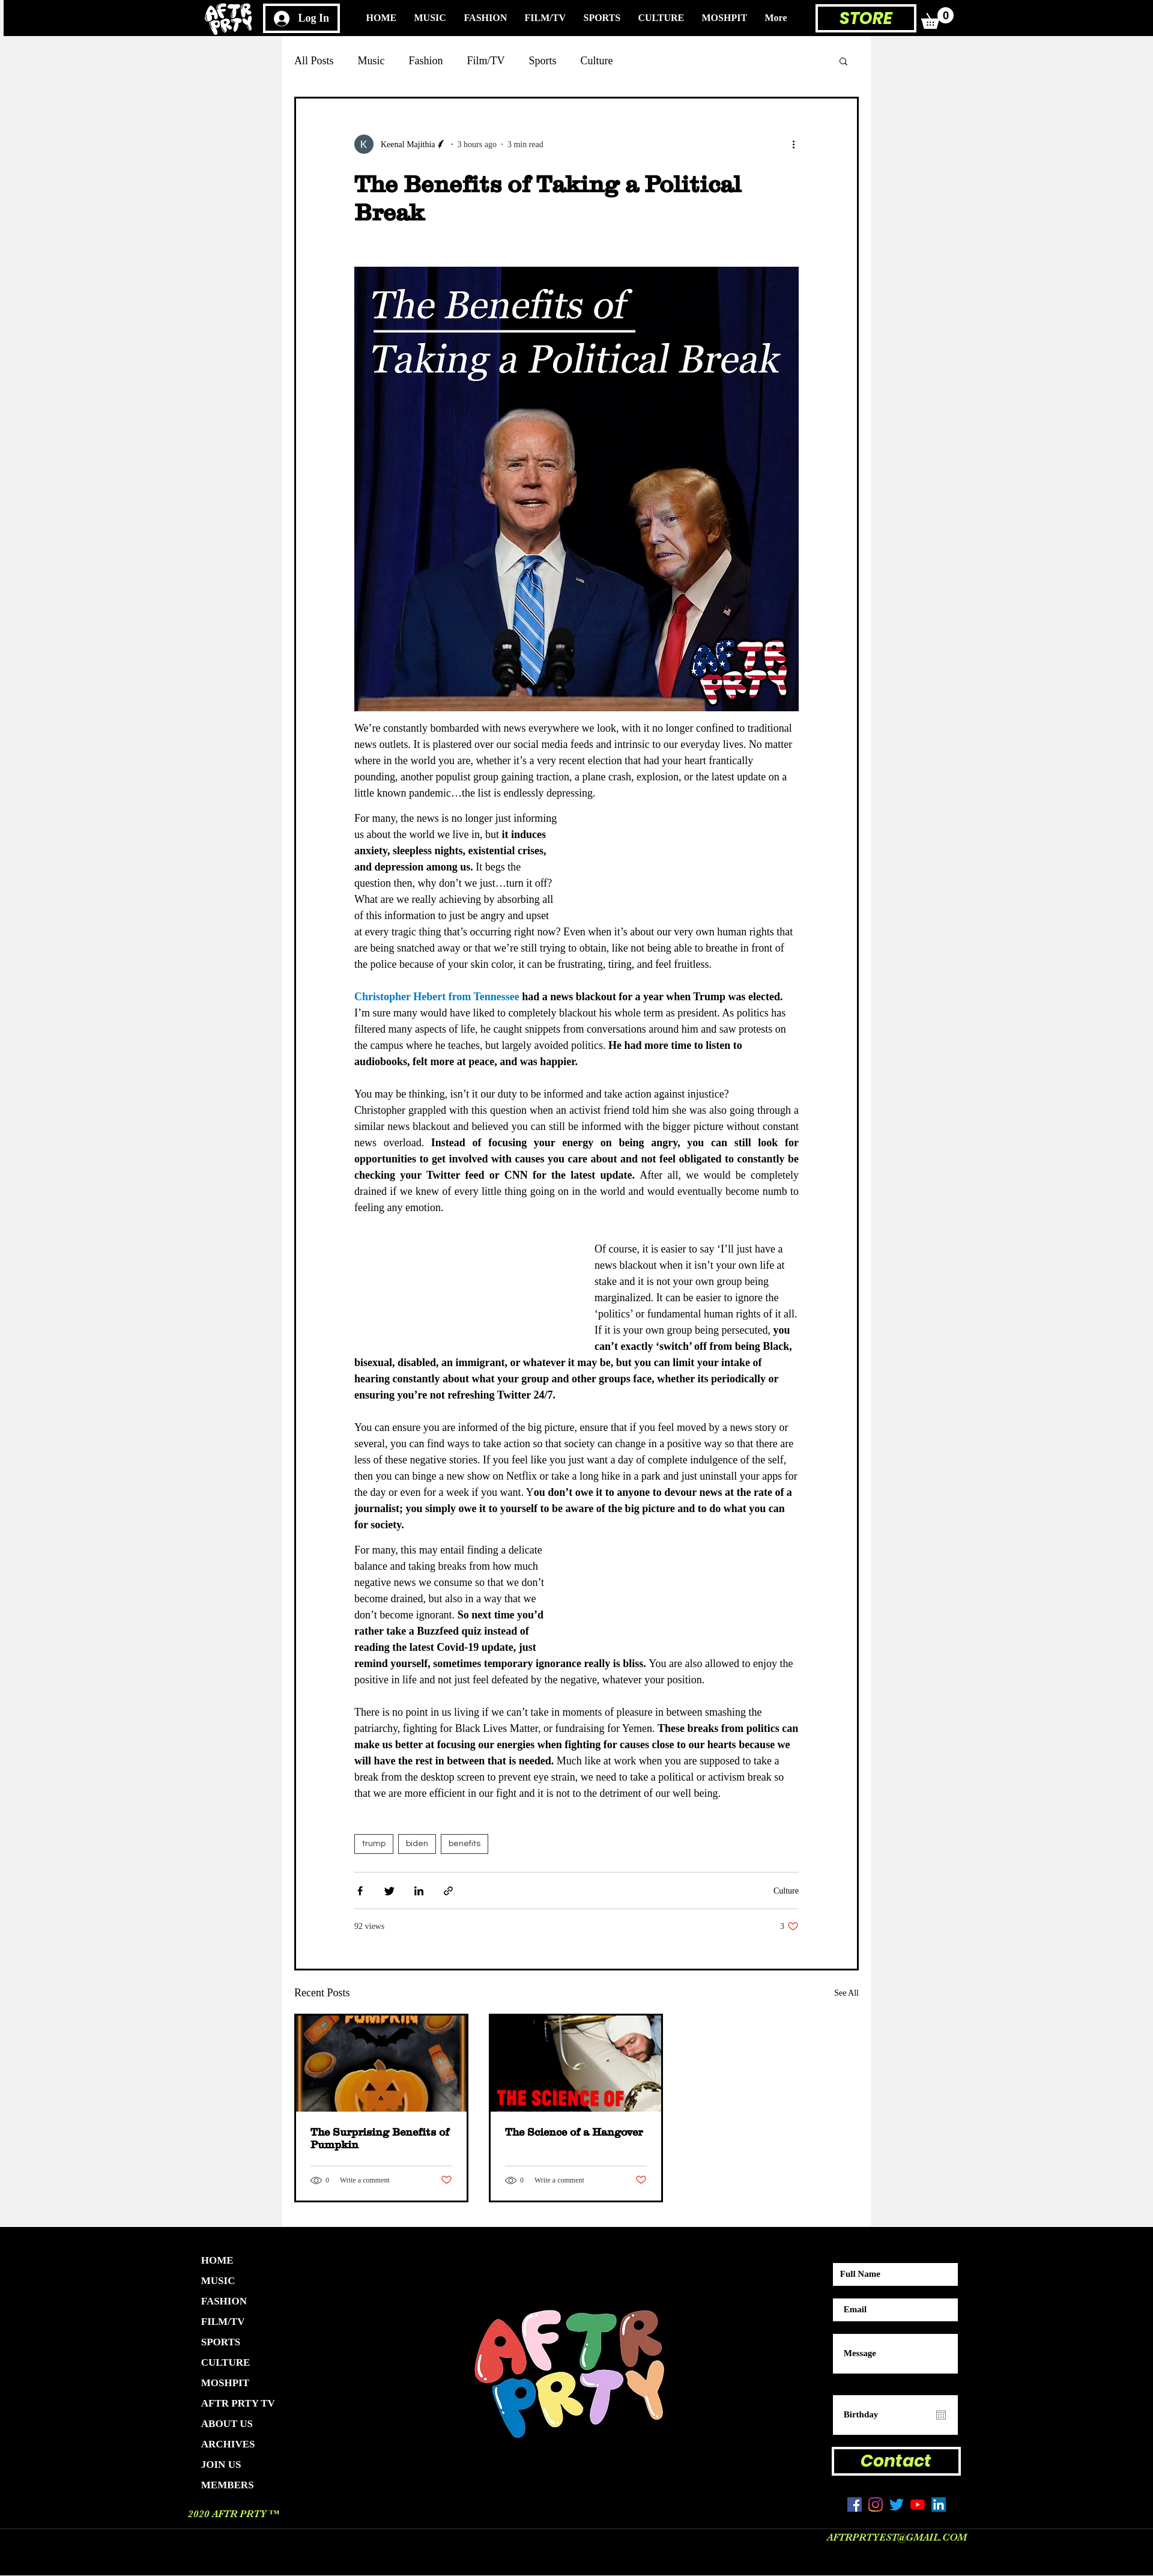 AFTR
PRTY
Log In
HOME MUSIC FASHION FILM/TV SPORTS CULTURE MOSHPIT More
STORE
0
All Posts Music Fashion Film/TV Sports Culture
K
Keenal Majithia · 3 hours ago · 3 min read
The Benefits of Taking a Political
Break
The Benefits of
Taking a Political Break
AFTR
PRTY
We’re constantly bombarded with news everywhere we look, with it no longer confined to traditional
news outlets. It is plastered over our social media feeds and intrinsic to our everyday lives. No matter
where in the world you are, whether it’s a very recent election that had your heart frantically
pounding, another populist group gaining traction, a plane crash, explosion, or the latest update on a
little known pandemic…the list is endlessly depressing.
For many, the news is no longer just informing
us about the world we live in, but it induces
anxiety, sleepless nights, existential crises,
and depression among us. It begs the
question then, why don’t we just…turn it off?
What are we really achieving by absorbing all
of this information to just be angry and upset
at every tragic thing that’s occurring right now? Even when it’s about our very own human rights that
are being snatched away or that we’re still trying to obtain, like not being able to breathe in front of
the police because of your skin color, it can be frustrating, tiring, and feel fruitless.
Christopher Hebert from Tennessee had a news blackout for a year when Trump was elected.
I’m sure many would have liked to completely blackout his whole term as president. As politics has
filtered many aspects of life, he caught snippets from conversations around him and saw protests on
the campus where he teaches, but largely avoided politics. He had more time to listen to
audiobooks, felt more at peace, and was happier.
You may be thinking, isn’t it our duty to be informed and take action against injustice?
Christopher grappled with this question when an activist friend told him she was also going through a
similar news blackout and believed you can still be informed with the bigger picture without constant
news overload. Instead of focusing your energy on being angry, you can still look for
opportunities to get involved with causes you care about and not feel obligated to constantly be
checking your Twitter feed or CNN for the latest update. After all, we would be completely
drained if we knew of every little thing going on in the world and would eventually become numb to
feeling any emotion.
Of course, it is easier to say ‘I’ll just have a
news blackout when it isn’t your own life at
stake and it is not your own group being
marginalized. It can be easier to ignore the
‘politics’ or fundamental human rights of it all.
If it is your own group being persecuted, you
can’t exactly ‘switch’ off from being Black,
bisexual, disabled, an immigrant, or whatever it may be, but you can limit your intake of
hearing constantly about what your group and other groups face, whether its periodically or
ensuring you’re not refreshing Twitter 24/7.
You can ensure you are informed of the big picture, ensure that if you feel moved by a news story or
several, you can find ways to take action so that society can change in a positive way so that there are
less of these negative stories. If you feel like you just want a day of complete indulgence of the self,
then you can binge a new show on Netflix or take a long hike in a park and just uninstall your apps for
the day or even for a week if you want. You don’t owe it to anyone to devour news at the rate of a
journalist; you simply owe it to yourself to be aware of the big picture and to do what you can
for society.
For many, this may entail finding a delicate
balance and taking breaks from how much
negative news we consume so that we don’t
become drained, but also in a way that we
don’t become ignorant. So next time you’d
rather take a Buzzfeed quiz instead of
reading the latest Covid-19 update, just
remind yourself, sometimes temporary ignorance really is bliss. You are also allowed to enjoy the
positive in life and not just feel defeated by the negative, whatever your position.
There is no point in us living if we can’t take in moments of pleasure in between smashing the
patriarchy, fighting for Black Lives Matter, or fundraising for Yemen. These breaks from politics can
make us better at focusing our energies when fighting for causes close to our hearts because we
will have the rest in between that is needed. Much like at work when you are supposed to take a
break from the desktop screen to prevent eye strain, we need to take a political or activism break so
that we are more efficient in our fight and it is not to the detriment of our well being.
trump biden benefits
Culture
92 views 3
Recent Posts See All
PUMPKIN
THE SCIENCE OF
The Surprising Benefits of
Pumpkin
0 Write a comment
The Science of a Hangover
0 Write a comment
HOME
MUSIC
FASHION
FILM/TV
SPORTS
CULTURE
MOSHPIT
AFTR PRTY TV
ABOUT US
ARCHIVES
JOIN US
MEMBERS
2020 AFTR PRTY ™
AFTR
PRTY
Full Name
Email
Message
Birthday
Contact
AFTRPRTYEST@GMAIL.COM